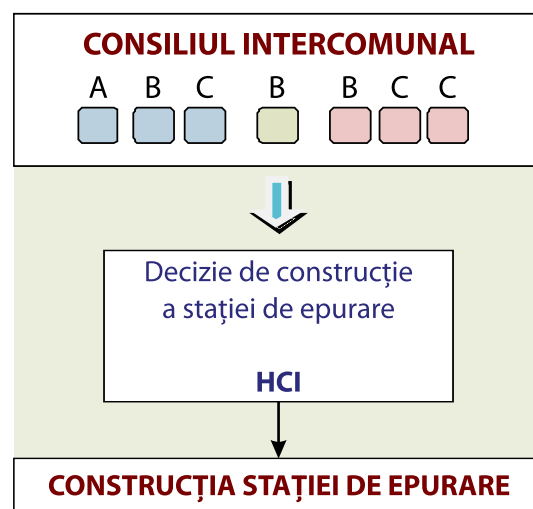 CONSILIUL INTERCOMUNAL
A B C B B C C
Decizie de construcție
a stației de epurare
HCI
CONSTRUCȚIA STAȚIEI DE EPURARE